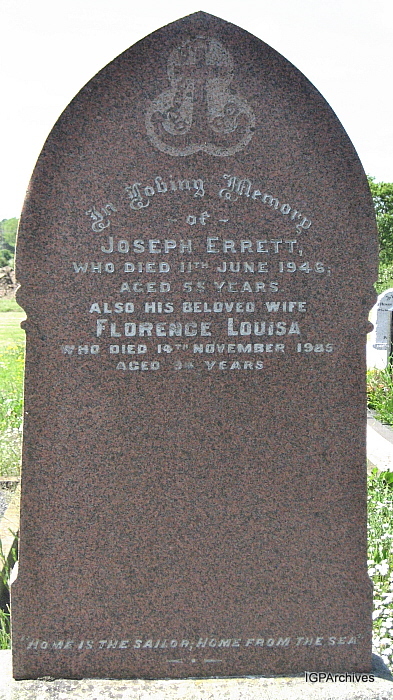 In Loving Memory
- of -
JOSEPH ERRETT,
WHO DIED 11TH JUNE 1946,
AGED 55 YEARS
ALSO HIS BELOVED WIFE
FLORENCE LOUISA
WHO DIED 14TH NOVEMBER 1985
AGED YEARS
"HOME IS THE SAILOR, HOME FROM THE SEA"
IGPArchives